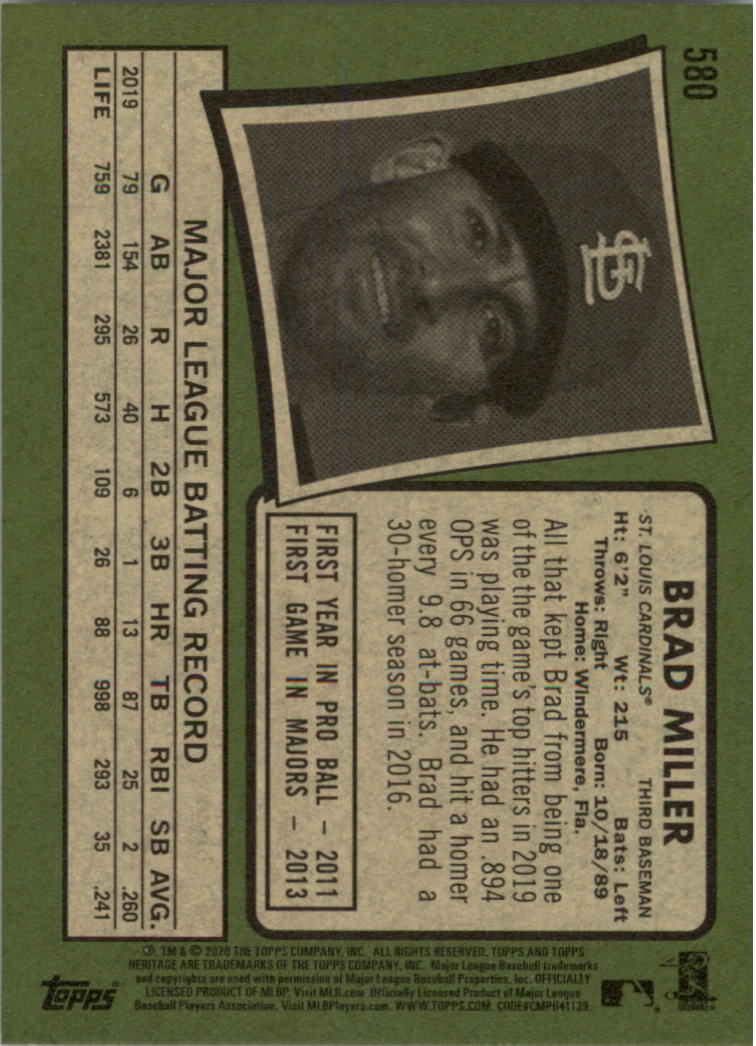 580
STL
BRAD MILLER
ST. LOUIS CARDINALS® THIRD BASEMAN
Ht: 6'2" Wt: 215 Bats: Left
Throws: Right Born: 10/18/89
Home: Windermere, Fla.
All that kept Brad from being one
of the the game's top hitters in 2019
was playing time. He had an .894
OPS in 66 games, and hit a homer
every 9.8 at-bats. Brad had a
30-homer season in 2016.
FIRST YEAR IN PRO BALL – 2011
FIRST GAME IN MAJORS – 2013
MAJOR LEAGUE BATTING RECORD
G AB R H 2B 3B HR TB RBI SB AVG.
2019 79 154 26 40 6 1 13 87 25 2 .260
LIFE 759 2381 295 573 109 26 88 998 293 35 .241
®, TM & © 2020 THE TOPPS COMPANY, INC. ALL RIGHTS RESERVED. TOPPS AND TOPPS
HERITAGE ARE TRADEMARKS OF THE TOPPS COMPANY, INC. Major League Baseball trademarks
and copyrights are used with permission of Major League Baseball Properties, Inc. OFFICIALLY
LICENSED PRODUCT OF MLBP. Visit MLB.com Officially Licensed Product of Major League
Baseball Players Association. Visit MLBPlayers.com. WWW.TOPPS.COM. CODE#CMP041139.
topps®